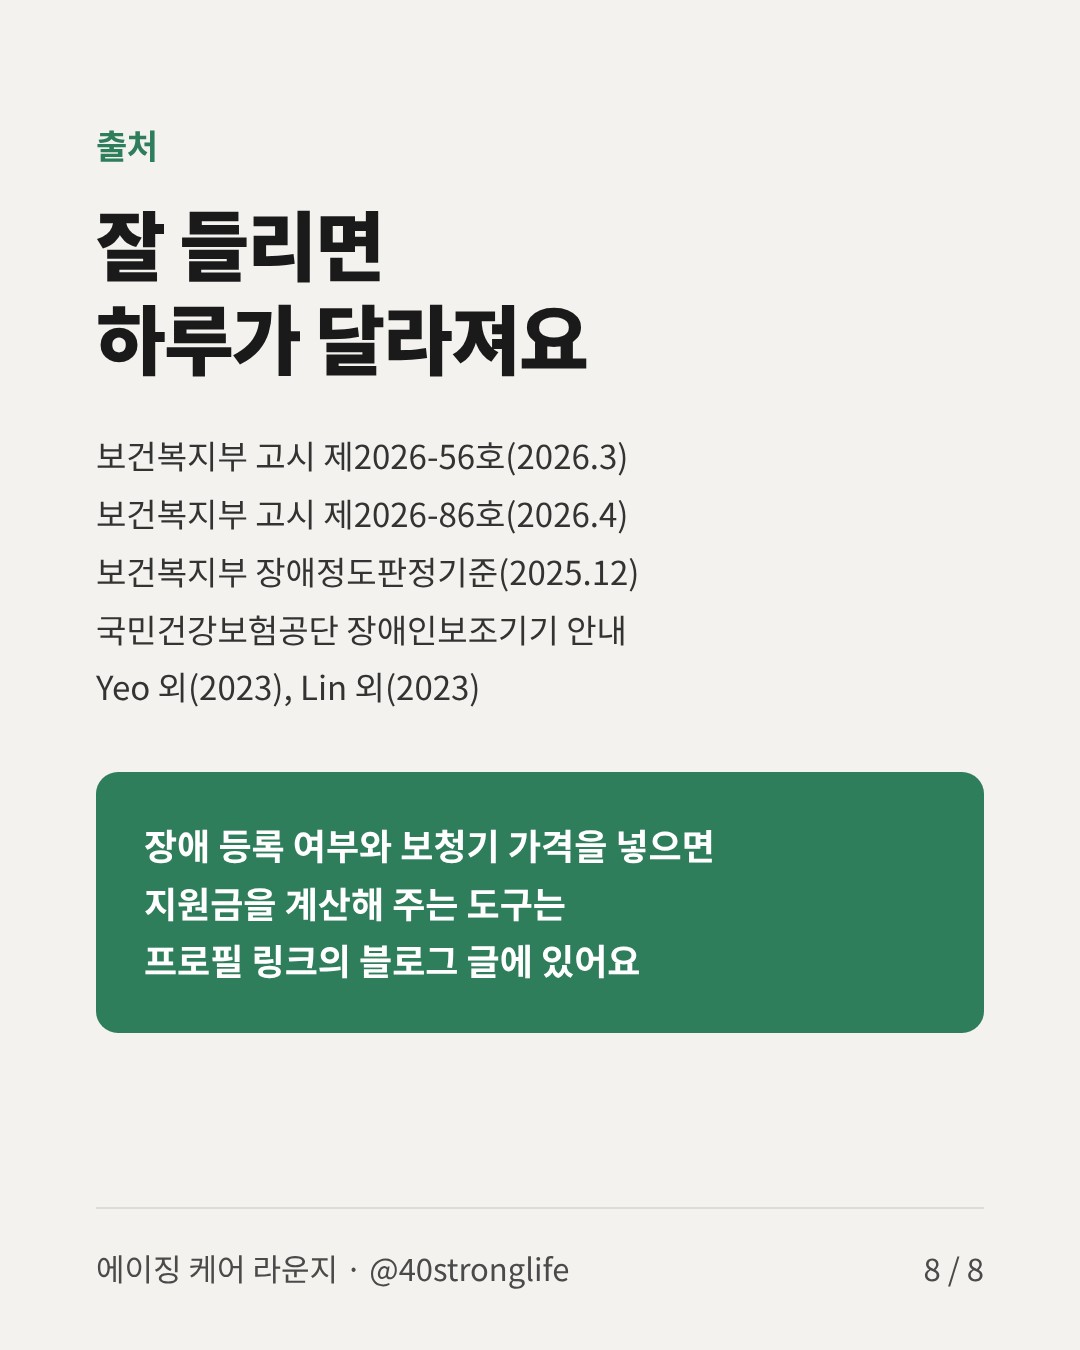 출처
잘 들리면
하루가 달라져요
보건복지부 고시 제2026-56호(2026.3)
보건복지부 고시 제2026-86호(2026.4)
보건복지부 장애정도판정기준(2025.12)
국민건강보험공단 장애인보조기기 안내
Yeo 외(2023), Lin 외(2023)
장애 등록 여부와 보청기 가격을 넣으면
지원금을 계산해 주는 도구는
프로필 링크의 블로그 글에 있어요
에이징 케어 라운지 · @40stronglife
8 / 8